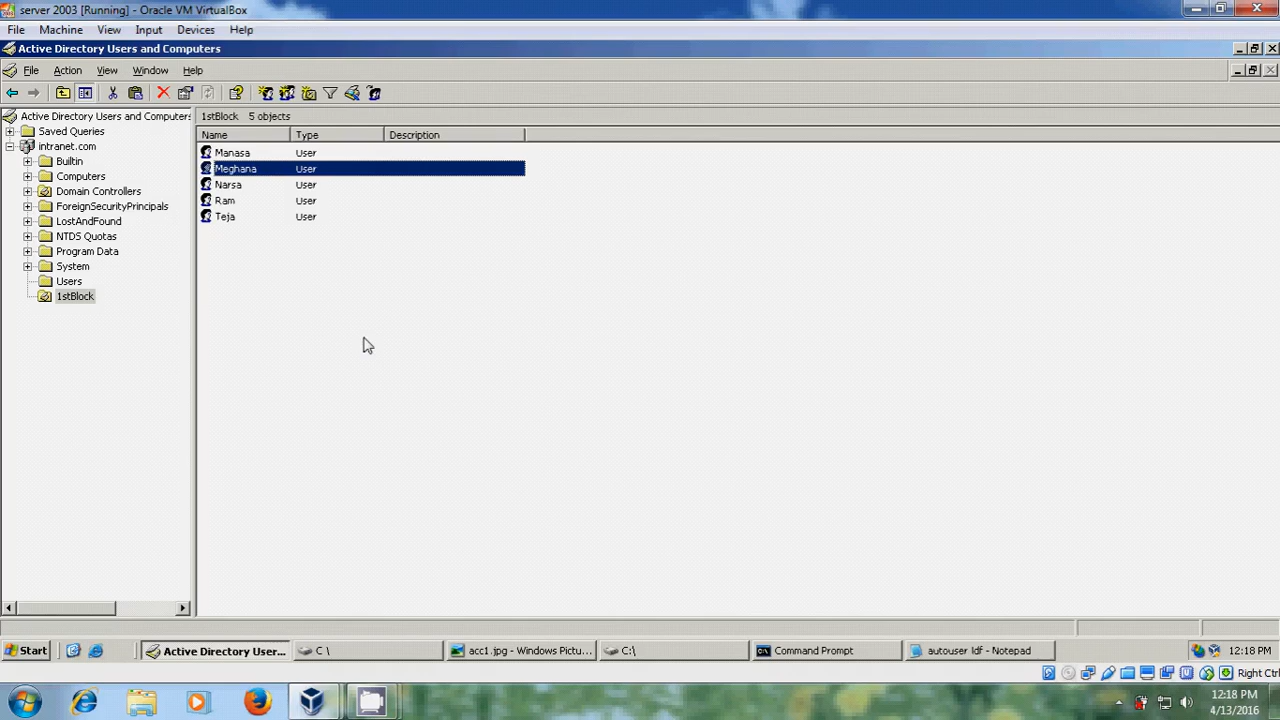 server 2003 [Running] - Oracle VM VirtualBox
File Machine View Input Devices Help
Active Directory Users and Computers
File Action View Window Help
Active Directory Users and Computers
Saved Queries
intranet.com
Builtin
Computers
Domain Controllers
ForeignSecurityPrincipals
LostAndFound
NTDS Quotas
Program Data
System
Users
1stBlock
1stBlock 5 objects
Name Type Description
Manasa User
Meghana User
Narsa User
Ram User
Teja User
Start Active Directory User... C \ acc1.jpg - Windows Pictu... C:\ Command Prompt autouser ldf - Notepad 12:18 PM
Right Ctrl
12:18 PM
4/13/2016